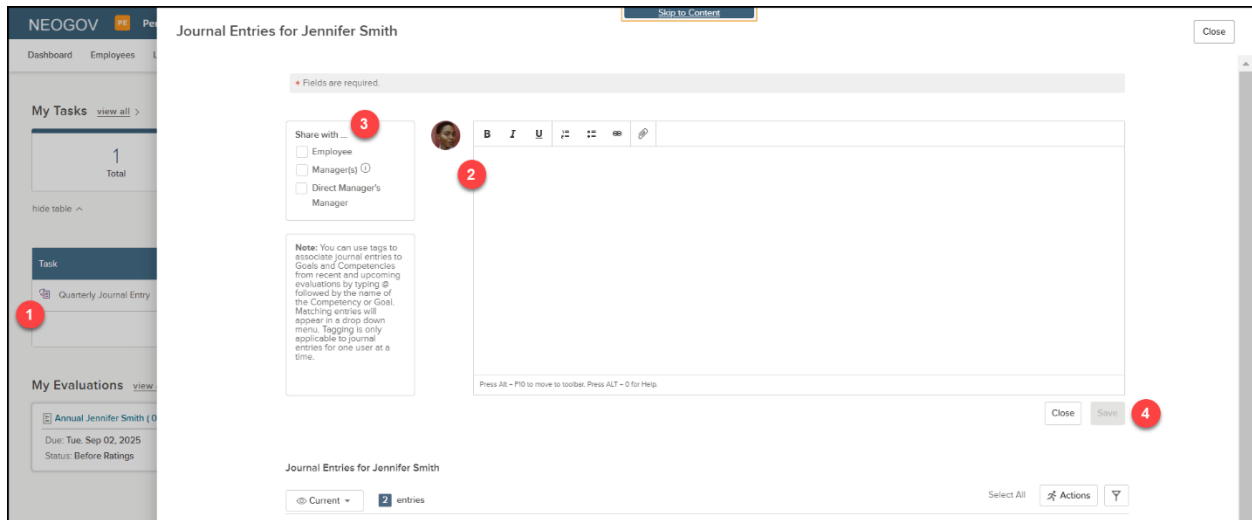 Skip to Content
NEOGOV PE Per
Journal Entries for Jennifer Smith
Close
Dashboard Employees L
* Fields are required.
My Tasks view all >
Share with ... 3
Employee
Manager(s)
Direct Manager's
Manager
B I U
2
1
Total
hide table
Note: You can use tags to
associate journal entries to
Goals and Competencies
from recent and upcoming
evaluations by typing @
followed by the name of
the Competency or Goal.
Matching entries will
appear in a drop down
menu. Tagging is only
applicable to journal
entries for one user at a
time.
Task
Quarterly Journal Entry
1
My Evaluations view
Press Alt - F10 to move to toolbar. Press ALT - 0 for Help.
Close Save 4
Annual Jennifer Smith ( 0
Due: Tue. Sep 02, 2025
Status: Before Ratings
Journal Entries for Jennifer Smith
Current 2 entries
Select All Actions